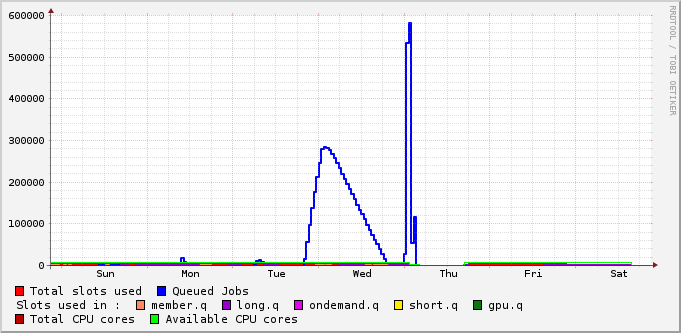 600000
500000
400000
300000
200000
100000
0
Sun Mon Tue Wed Thu Fri Sat
RRDTOOL / TOBI OETIKER
Total slots used Queued Jobs
Slots used in : member.q long.q ondemand.q short.q gpu.q
Total CPU cores Available CPU cores